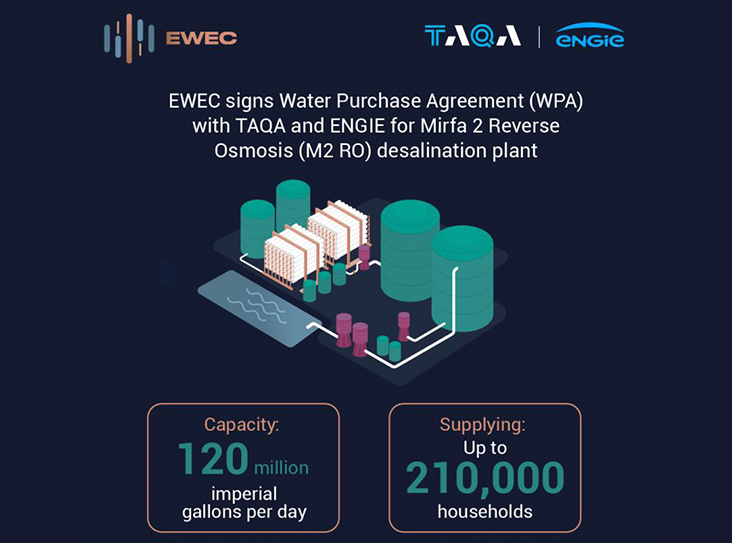 EWEC
TAQA
ENGIE
EWEC signs Water Purchase Agreement (WPA)
with TAQA and ENGIE for Mirfa 2 Reverse
Osmosis (M2 RO) desalination plant
Capacity:
120 million
imperial
gallons per day
Supplying:
Up to
210,000
households